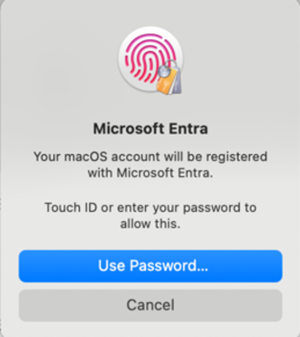 Microsoft Entra
Your macOS account will be registered
with Microsoft Entra.
Touch ID or enter your password to
allow this.
Use Password...
Cancel